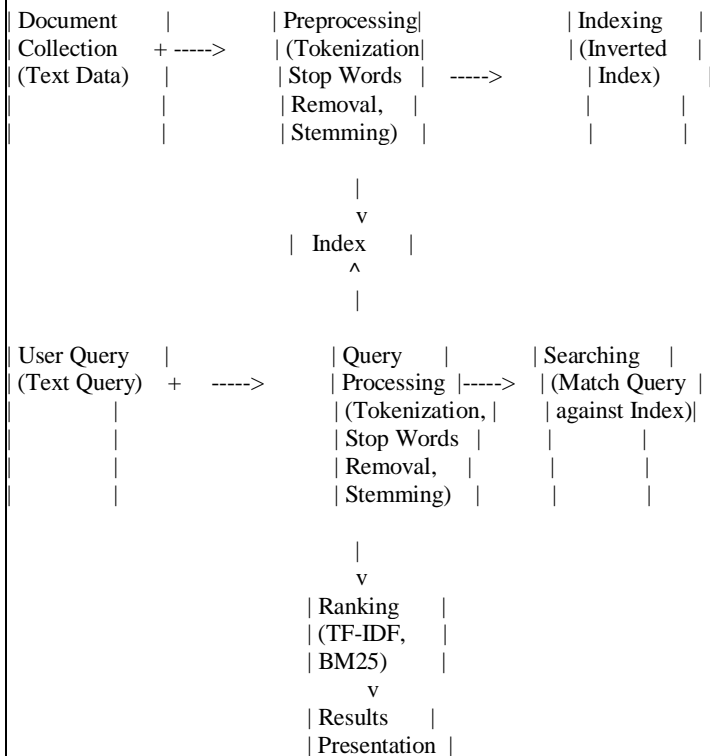 | Document | | Preprocessing| | Indexing |
| Collection + -----> | (Tokenization| | (Inverted |
| (Text Data) | | Stop Words | -----> | Index) |
| | | Removal, | | |
| | | Stemming) | | |
|
v
| Index |
^
|
| User Query | | Query | | Searching |
| (Text Query) + -----> | Processing |-----> | (Match Query |
| | | (Tokenization, | | against Index)|
| | | Stop Words | | |
| | | Removal, | | |
| | | Stemming) | | |
|
v
| Ranking |
| (TF-IDF, |
| BM25) |
v
| Results |
| Presentation |